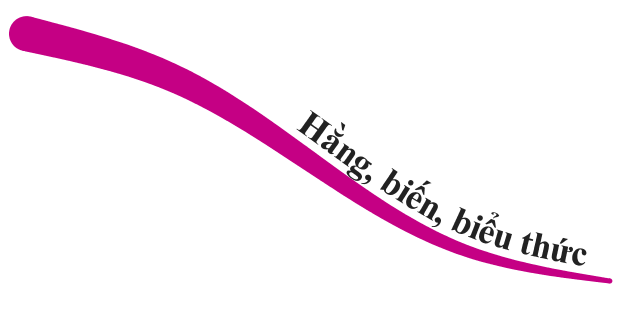 Hằng, biến, biểu thức